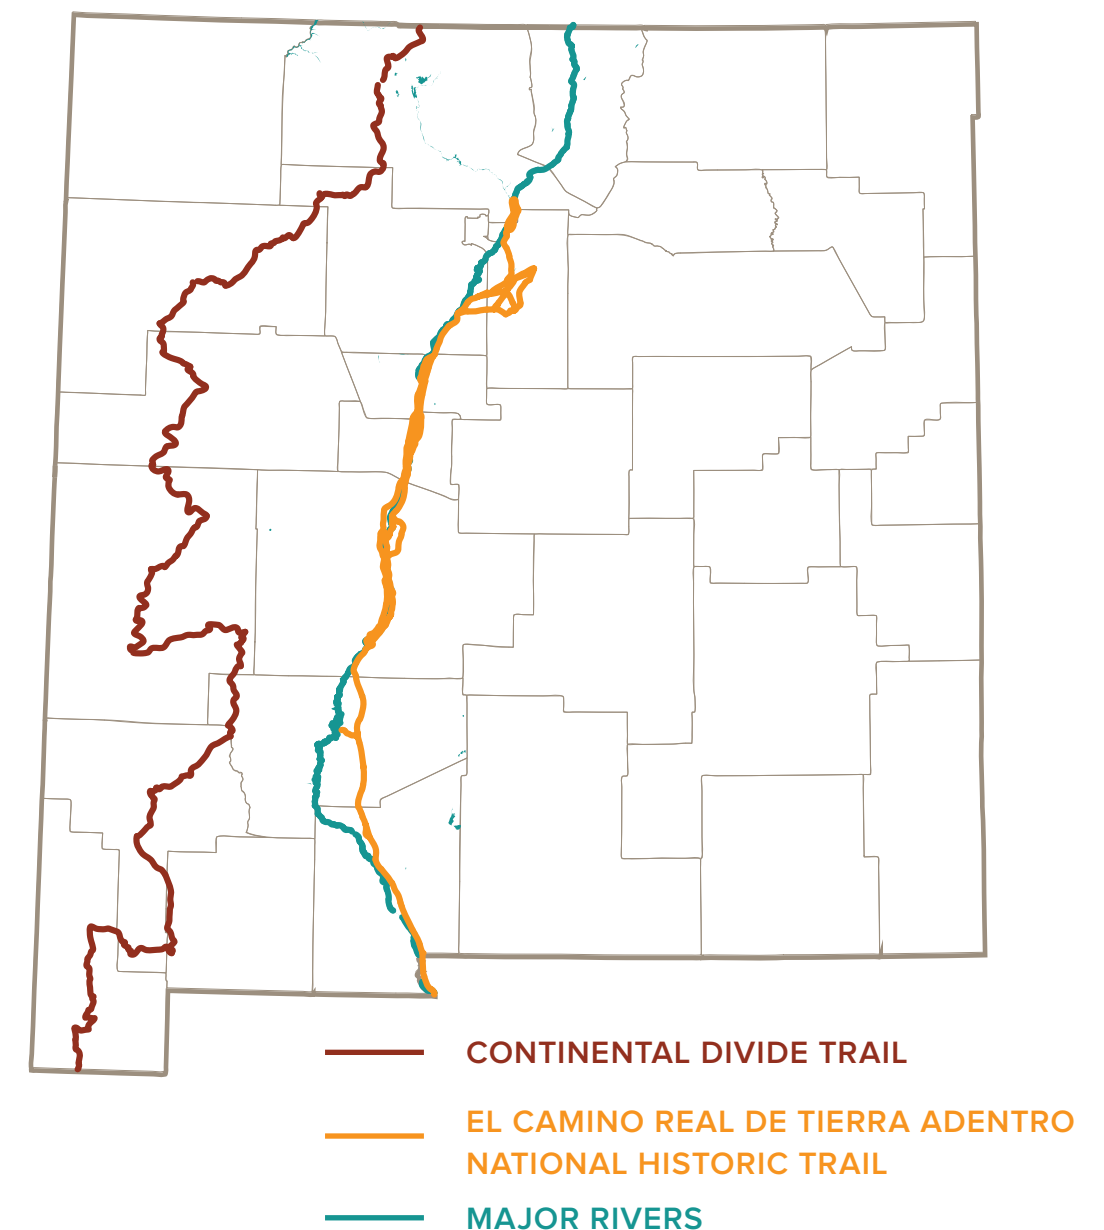 CONTINENTAL DIVIDE TRAIL
EL CAMINO REAL DE TIERRA ADENTRO
NATIONAL HISTORIC TRAIL
MAJOR RIVERS